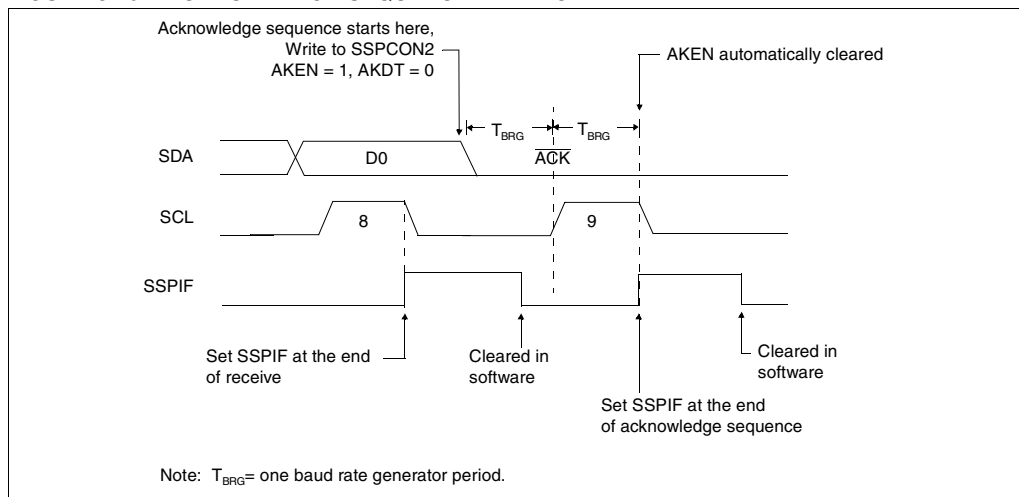 Acknowledge sequence starts here,
Write to SSPCON2
AKEN = 1, AKDT = 0
AKEN automatically cleared
TBRG TBRG
SDA D0 ACK
SCL 8 9
SSPIF
Set SSPIF at the end
of receive
Cleared in
software
Cleared in
software
Set SSPIF at the end
of acknowledge sequence
Note: TBRG= one baud rate generator period.